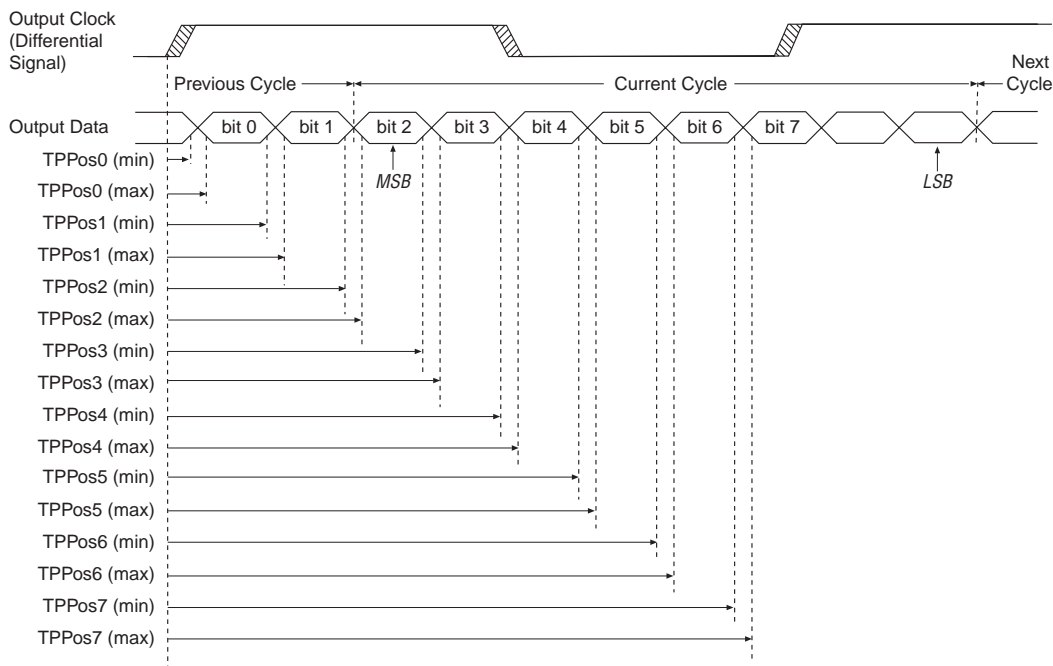 Output Clock
(Differential
Signal)
Previous Cycle
Current Cycle
Next
Cycle
Output Data
bit 0
bit 1
bit 2
bit 3
bit 4
bit 5
bit 6
bit 7
MSB
LSB
TPPos0 (min)
TPPos0 (max)
TPPos1 (min)
TPPos1 (max)
TPPos2 (min)
TPPos2 (max)
TPPos3 (min)
TPPos3 (max)
TPPos4 (min)
TPPos4 (max)
TPPos5 (min)
TPPos5 (max)
TPPos6 (min)
TPPos6 (max)
TPPos7 (min)
TPPos7 (max)